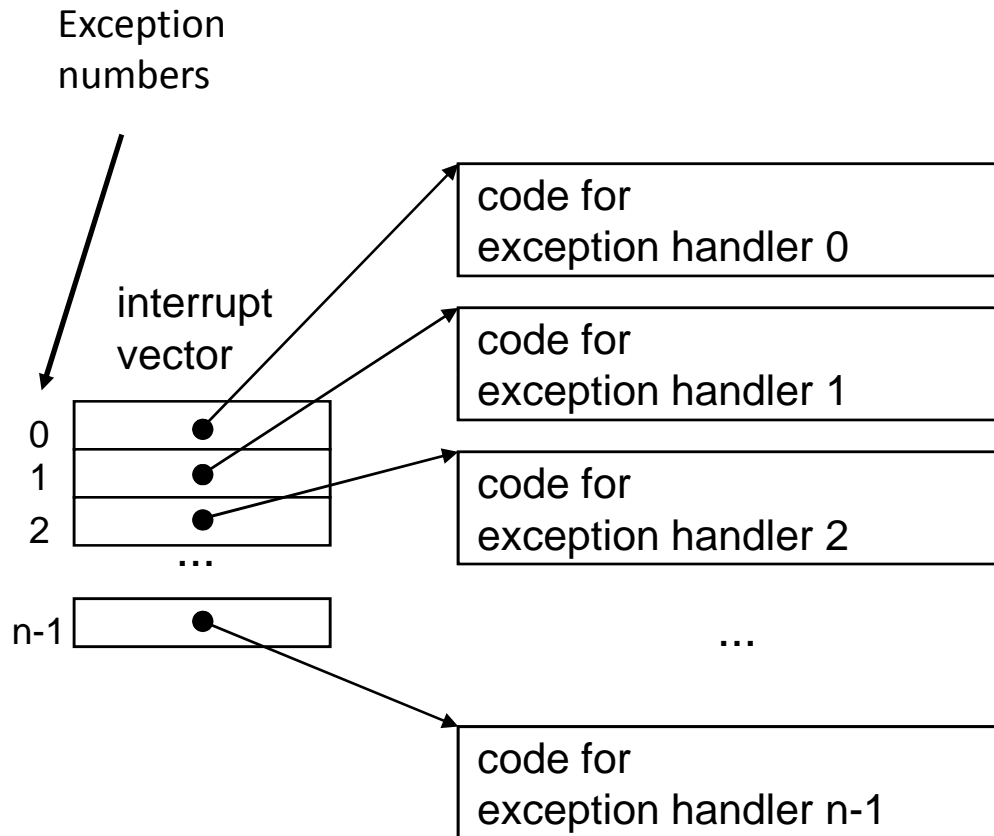 Exception
numbers
code for
exception handler 0
interrupt
vector
code for
exception handler 1
0
1
2
...
n-1
code for
exception handler 2
...
code for
exception handler n-1